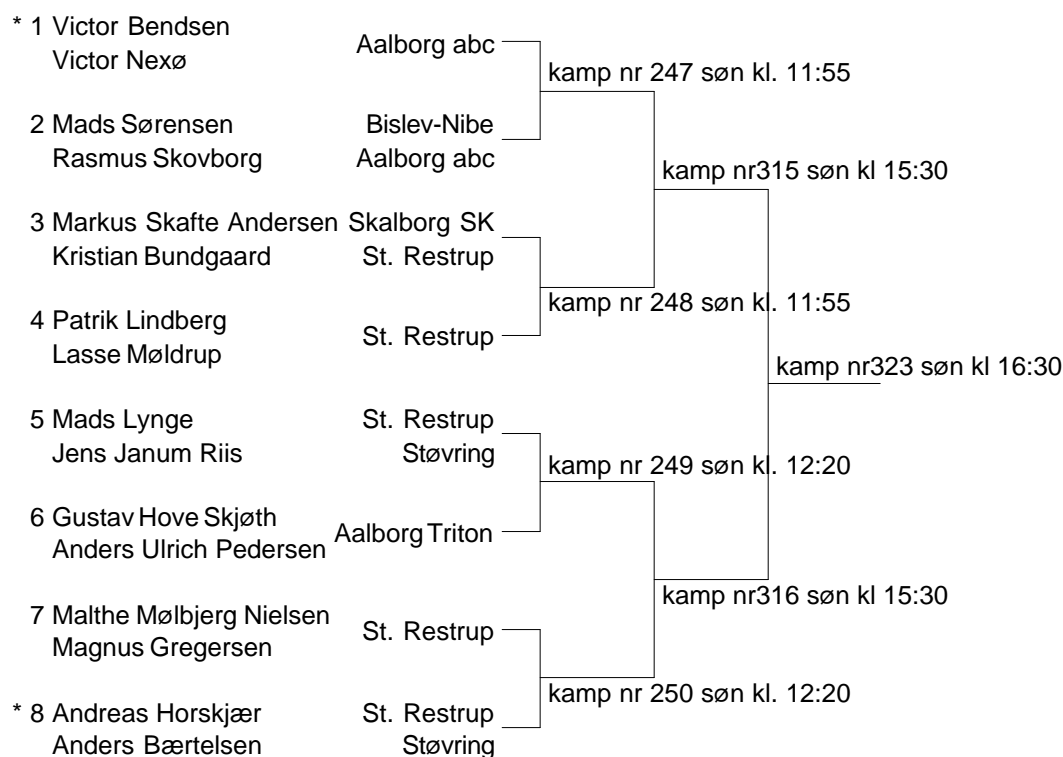 * 1 Victor Bendsen
Victor Nexø
Aalborg abc
kamp nr 247 søn kl. 11:55
2 Mads Sørensen Bislev-Nibe
Rasmus Skovborg Aalborg abc
kamp nr315 søn kl 15:30
3 Markus Skafte Andersen Skalborg SK
Kristian Bundgaard St. Restrup
kamp nr 248 søn kl. 11:55
4 Patrik Lindberg
Lasse Møldrup
St. Restrup
kamp nr323 søn kl 16:30
5 Mads Lynge St. Restrup
Jens Janum Riis Støvring
kamp nr 249 søn kl. 12:20
6 Gustav Hove Skjøth
Anders Ulrich Pedersen
Aalborg Triton
kamp nr316 søn kl 15:30
7 Malthe Mølbjerg Nielsen
Magnus Gregersen
St. Restrup
kamp nr 250 søn kl. 12:20
* 8 Andreas Horskjær St. Restrup
Anders Bærtelsen Støvring